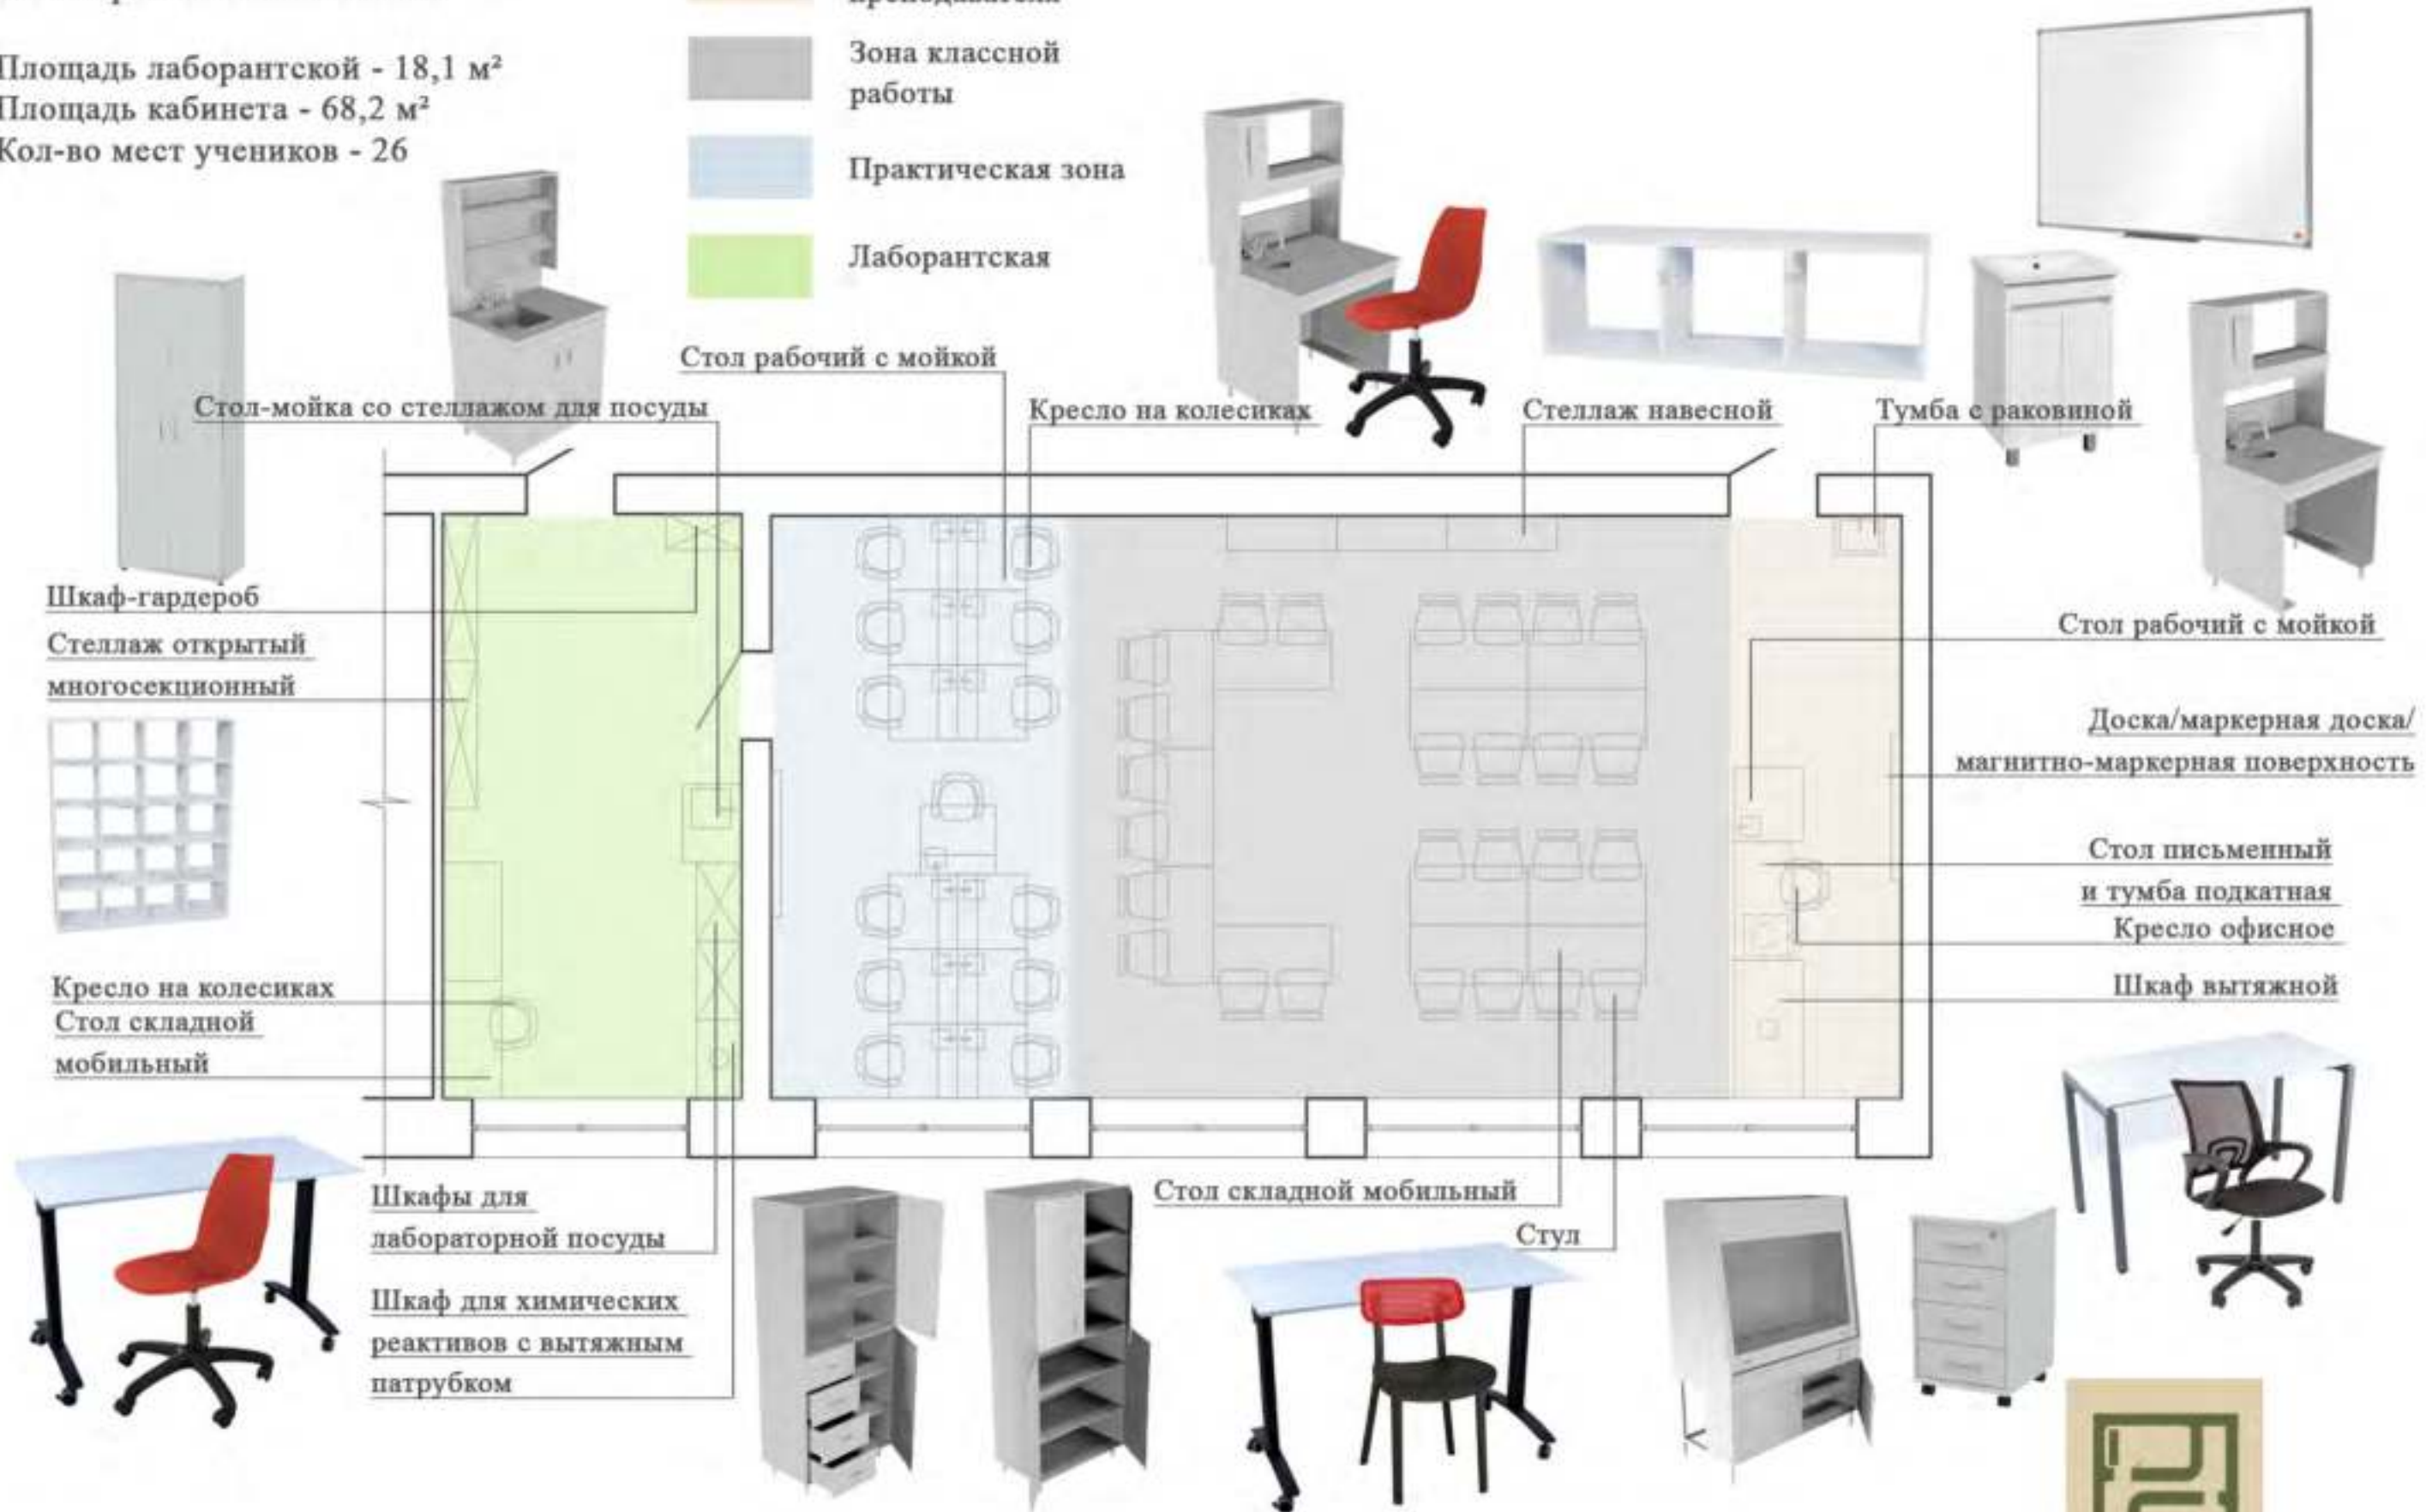 Площадь лаборантской - 18,1 м²
Площадь кабинета - 68,2 м²
Кол-во мест учеников - 26
Зона классной
работы
Практическая зона
Лаборантская
Стол рабочий с мойкой
Стол-мойка со стеллажом для посуды
Кресло на колесиках
Стеллаж навесной
Тумба с раковиной
Шкаф-гардероб
Стеллаж открытый
многосекционный
Стол рабочий с мойкой
Доска/маркерная доска/
магнитно-маркерная поверхность
Стол письменный
и тумба подкатная
Кресло офисное
Шкаф вытяжной
Кресло на колесиках
Стол складной
мобильный
Шкафы для
лабораторной посуды
Шкаф для химических
реактивов с вытяжным
патрубком
Стол складной мобильный
Стул